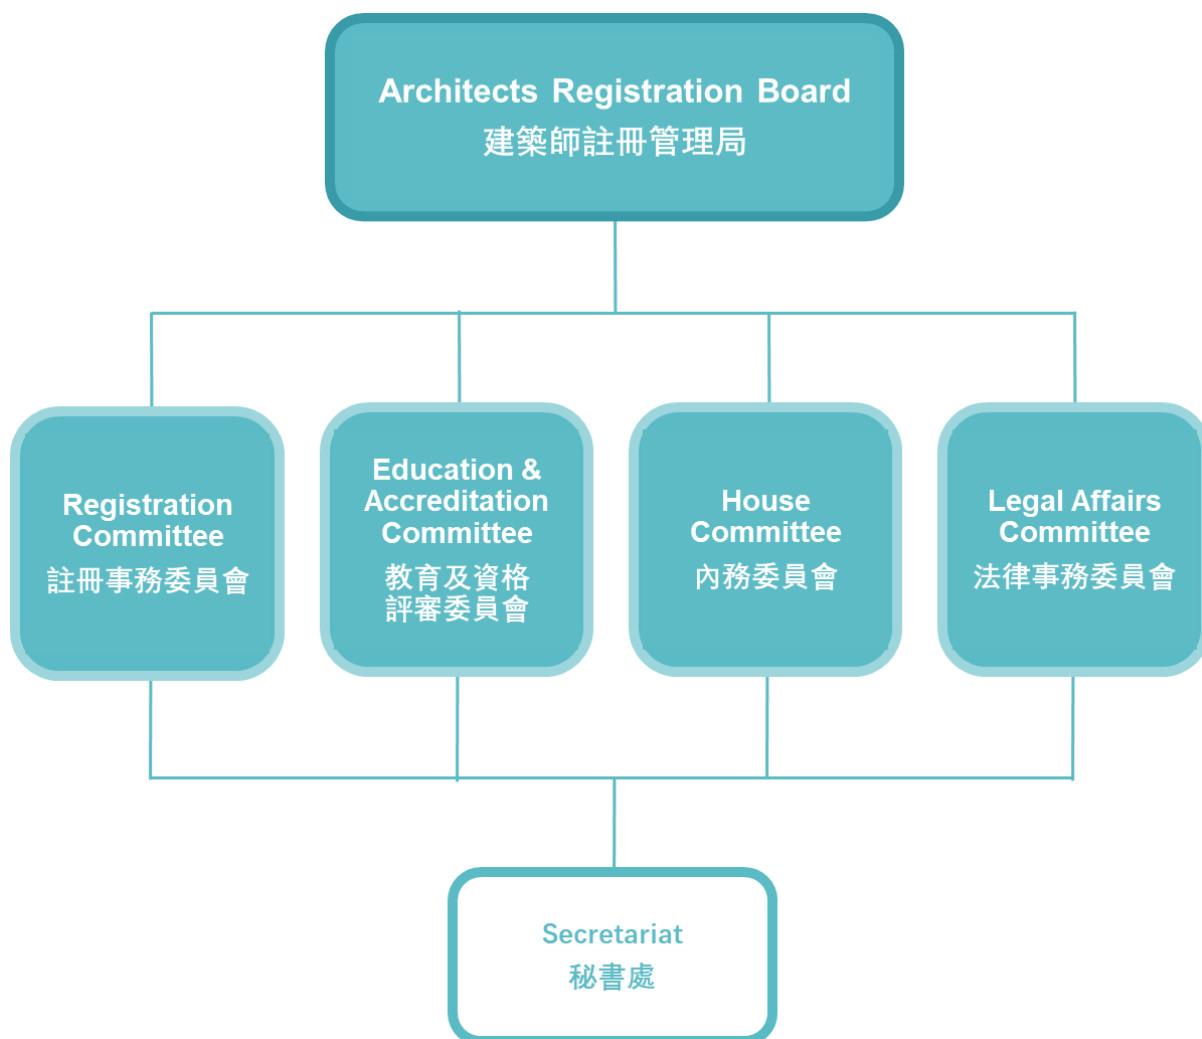 Architects Registration Board
建築師註冊管理局
Registration
Committee
註冊事務委員會
Education &
Accreditation
Committee
教育及資格
評審委員會
House
Committee
內務委員會
Legal Affairs
Committee
法律事務委員會
Secretariat
秘書處